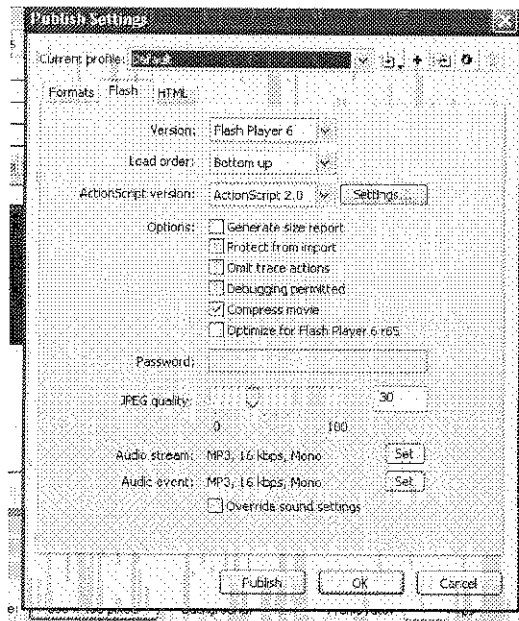 Publish Settings
Current profile: Default
Formats Flash HTML
Version: Flash Player 6
Load order: Bottom up
ActionScript version: ActionScript 2.0 Settings...
Options: Generate size report
Protect from import
Omit trace actions
Debugging permitted
Compress movie
Optimize for Flash Player 6 r65
Password:
JPEG quality: 30
0 100
Audio stream: MP3, 16 kbps, Mono Set
Audio event: MP3, 16 kbps, Mono Set
Override sound settings
Publish OK Cancel